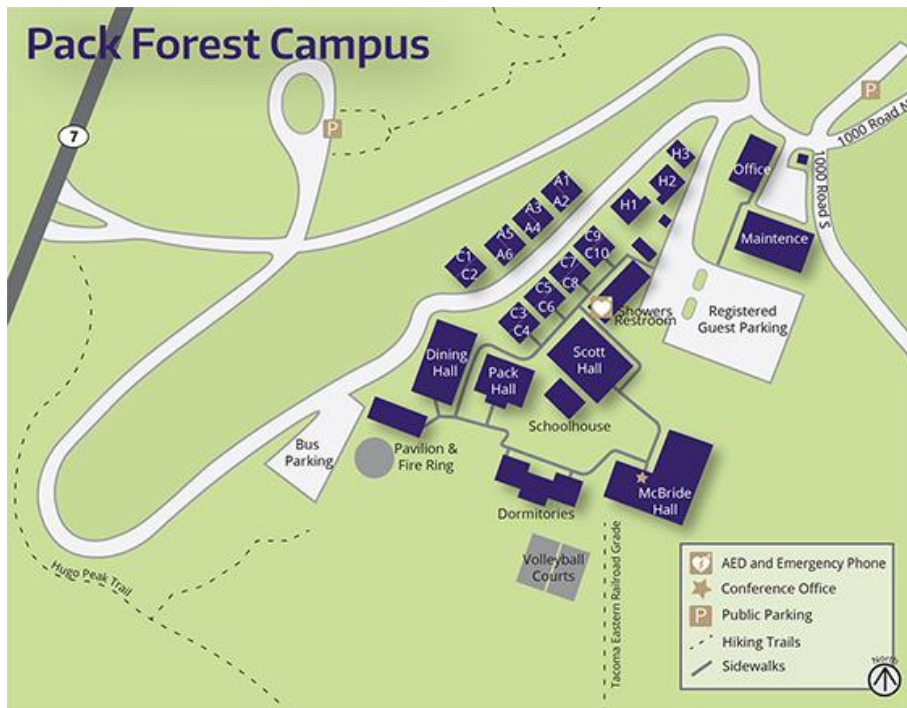 Pack Forest Campus
7
P
P
1000 Road N
1000 Road S
H3
H2
H1
Office
Maintence
A1
A2
A3
A4
A5
A6
C1
C2
C9
C10
C7
C8
C5
C6
C3
C4
Showers
Restroom
Registered
Guest Parking
Dining
Hall
Pack
Hall
Scott
Hall
Schoolhouse
Bus
Parking
Pavilion &
Fire Ring
McBride
Hall
Dormitories
Volleyball
Courts
Hugo Peak Trail
Tacoma Eastern Railroad Grade
AED and Emergency Phone
Conference Office
P Public Parking
Hiking Trails
Sidewalks
North